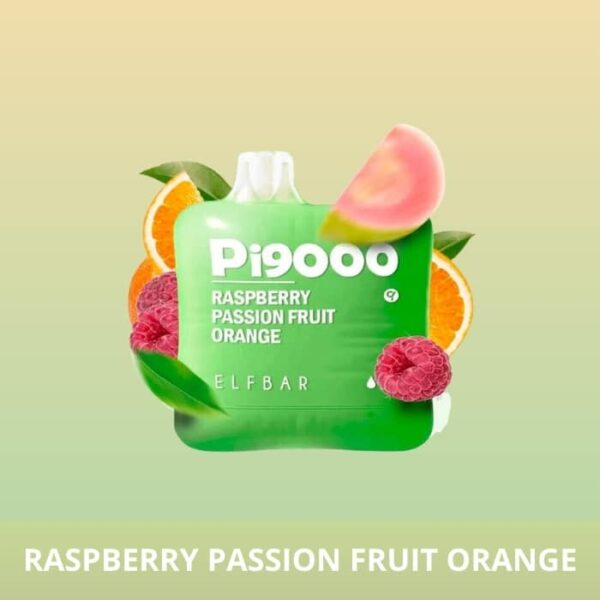 Pi9000
RASPBERRY
PASSION FRUIT
ORANGE
ELFBAR
RASPBERRY PASSION FRUIT ORANGE